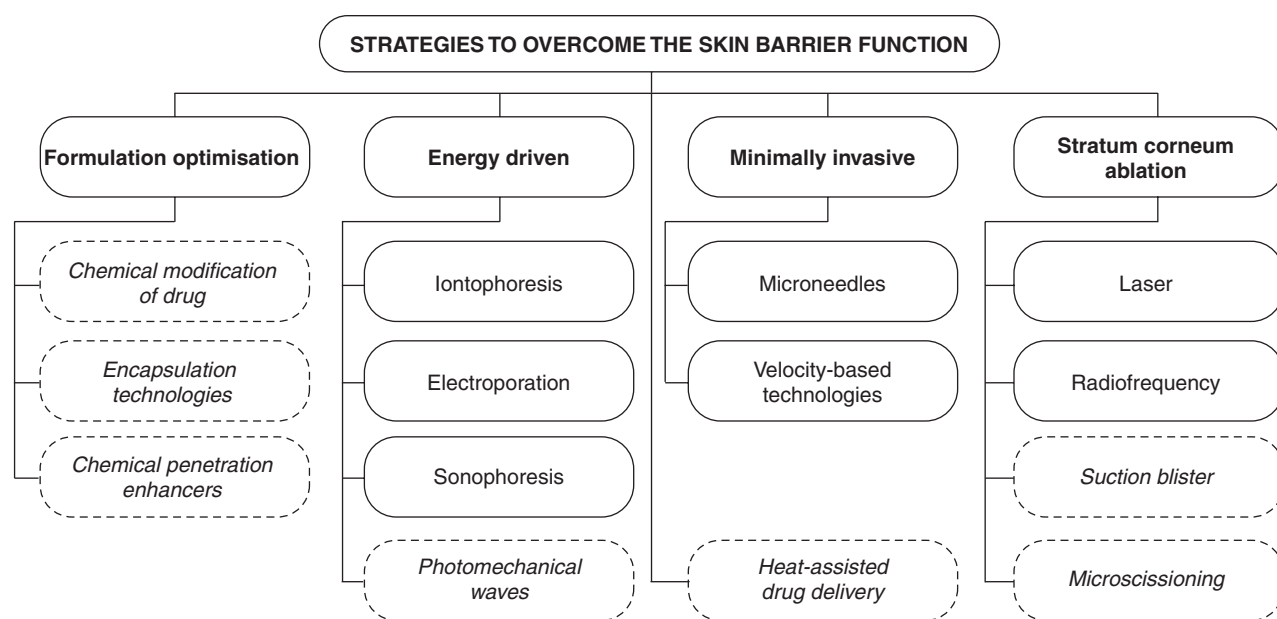 STRATEGIES TO OVERCOME THE SKIN BARRIER FUNCTION
Formulation optimisation
Chemical modification
of drug
Encapsulation
technologies
Chemical penetration
enhancers
Energy driven
Iontophoresis
Electroporation
Sonophoresis
Photomechanical
waves
Minimally invasive
Microneedles
Velocity-based
technologies
Heat-assisted
drug delivery
Stratum corneum
ablation
Laser
Radiofrequency
Suction blister
Microscissioning